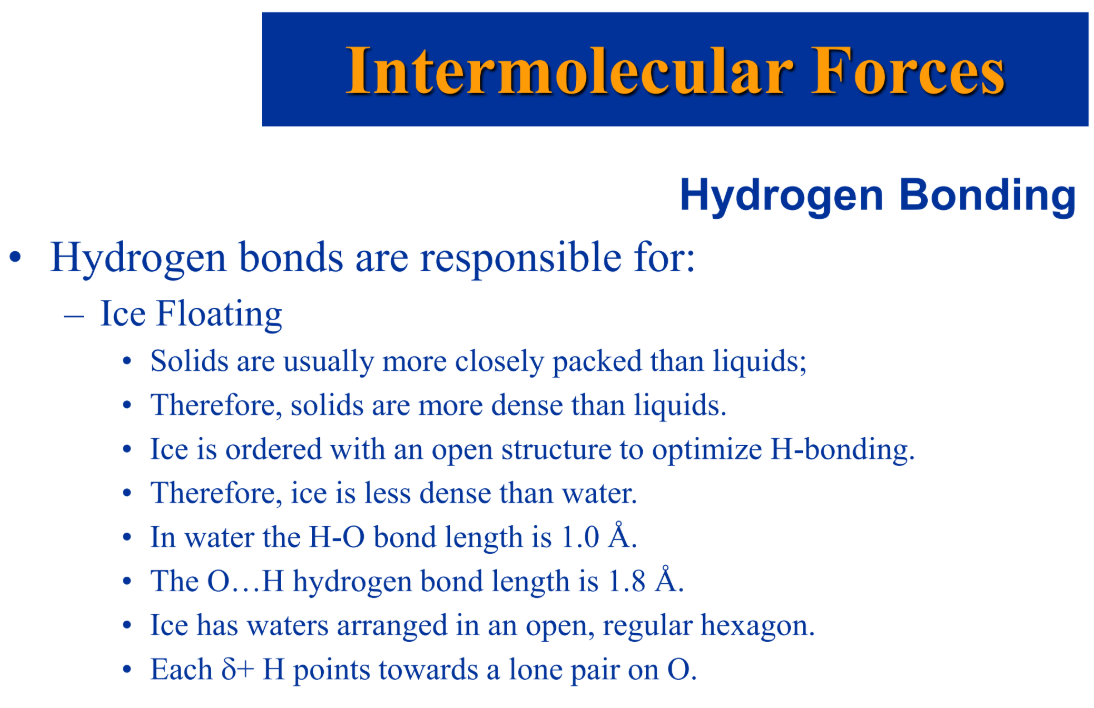 Intermolecular Forces
Hydrogen Bonding
• Hydrogen bonds are responsible for:
– Ice Floating
• Solids are usually more closely packed than liquids;
• Therefore, solids are more dense than liquids.
• Ice is ordered with an open structure to optimize H-bonding.
• Therefore, ice is less dense than water.
• In water the H-O bond length is 1.0 Å.
• The O…H hydrogen bond length is 1.8 Å.
• Ice has waters arranged in an open, regular hexagon.
• Each δ+ H points towards a lone pair on O.